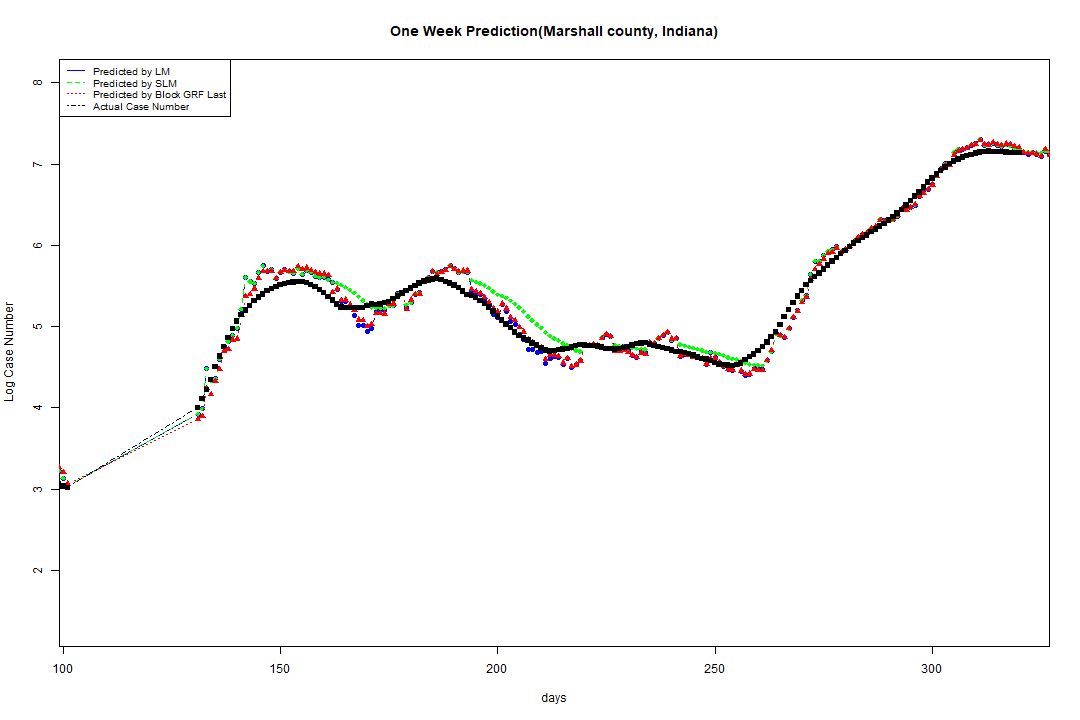 One Week Prediction(Marshall county, Indiana)
Predicted by LM
Predicted by SLM
Predicted by Block GRF Last
Actual Case Number
Log Case Number
8
7
6
5
4
3
2
100 150 200 250 300
days